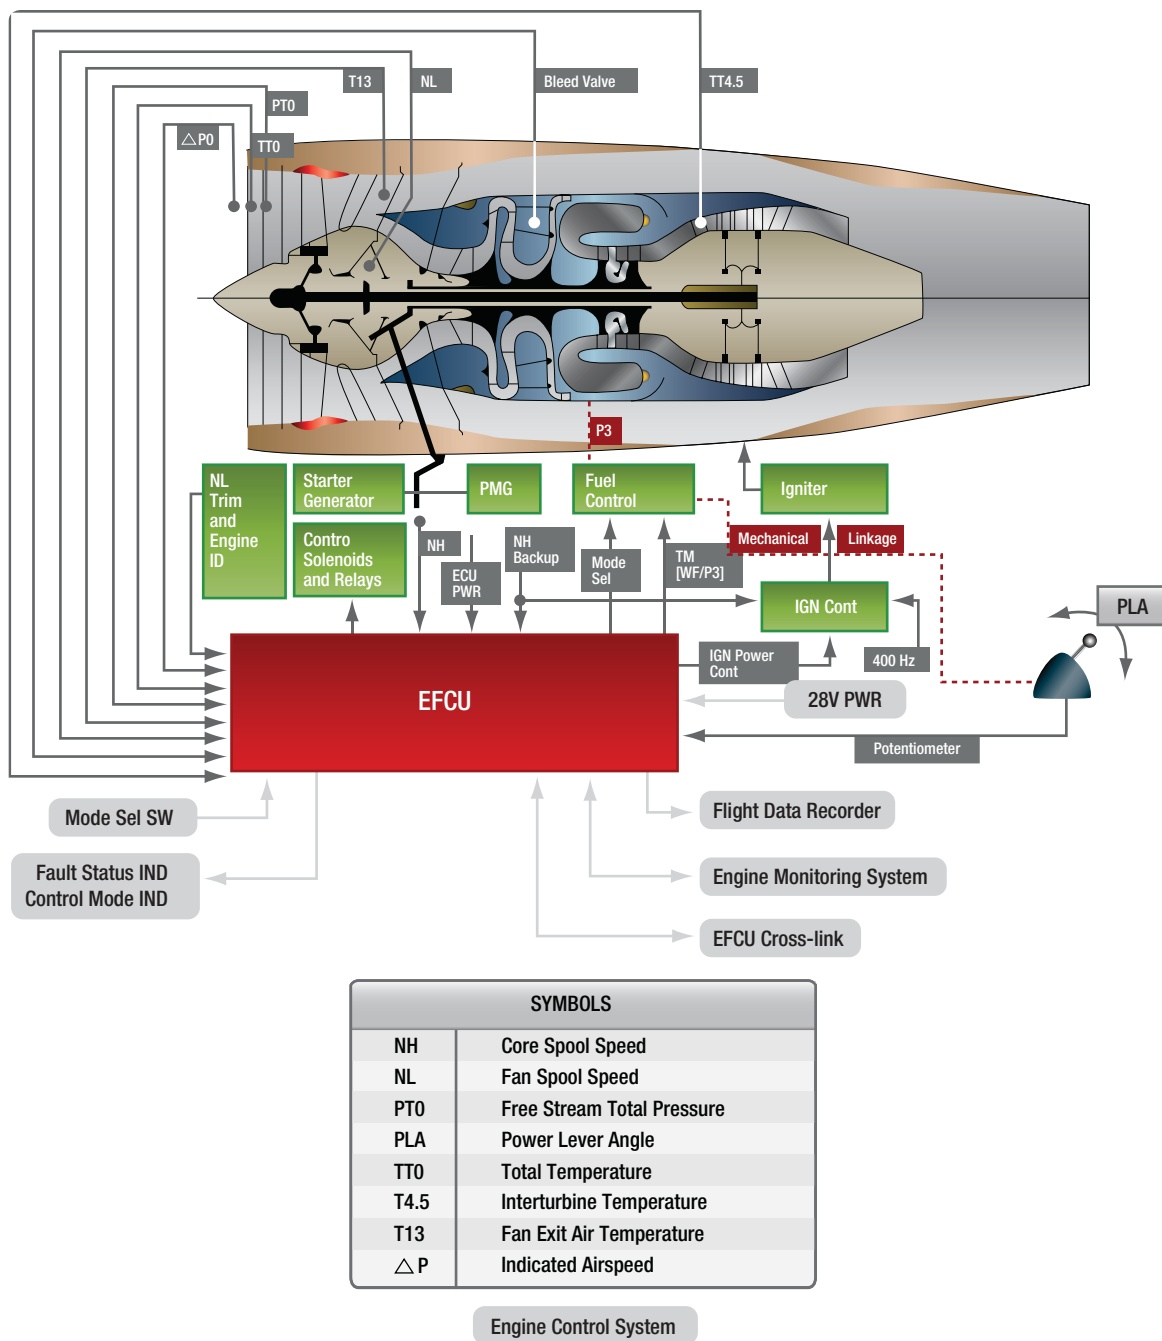 T13
NL
Bleed Valve
TT4.5
PT0
△ P0
TT0
P3
NL
Trim
and
Engine
ID
Starter
Generator
PMG
Fuel
Control
Igniter
Contro
Solenoids
and Relays
NH
ECU
PWR
NH
Backup
Mode
Sel
TM
[WF/P3]
Mechanical
Linkage
IGN Cont
PLA
EFCU
IGN Power
Cont
400 Hz
28V PWR
Potentiometer
Mode Sel SW
Flight Data Recorder
Fault Status IND
Control Mode IND
Engine Monitoring System
EFCU Cross-link
SYMBOLS
NH Core Spool Speed
NL Fan Spool Speed
PT0 Free Stream Total Pressure
PLA Power Lever Angle
TT0 Total Temperature
T4.5 Interturbine Temperature
T13 Fan Exit Air Temperature
△ P Indicated Airspeed
Engine Control System